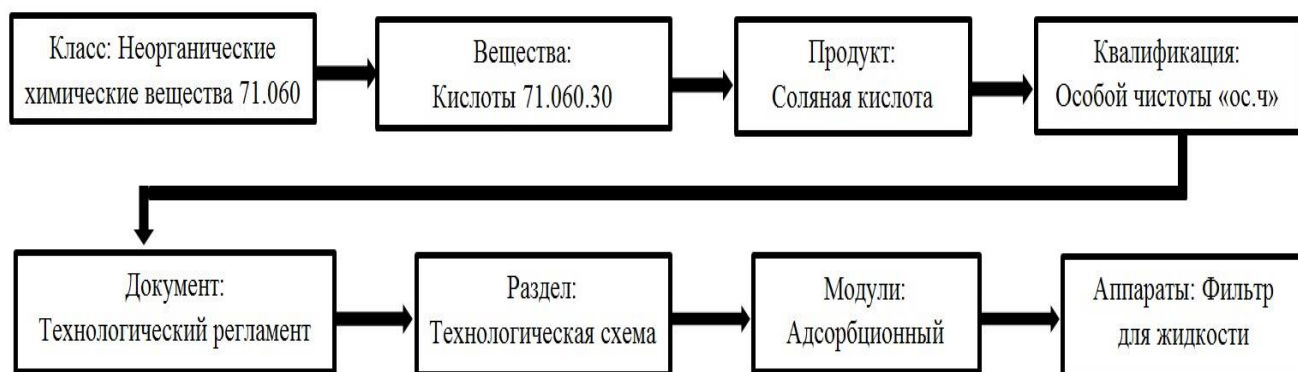 Класс: Неорганические
химические вещества 71.060
Вещества:
Кислоты 71.060.30
Продукт:
Соляная кислота
Квалификация:
Особой чистоты «ос.ч»
Документ:
Технологический регламент
Раздел:
Технологическая схема
Модули:
Адсорбционный
Аппараты: Фильтр
для жидкости